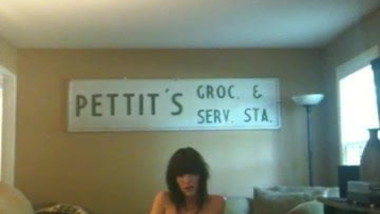 PETTIT'S GROC. &
SERV. STA.